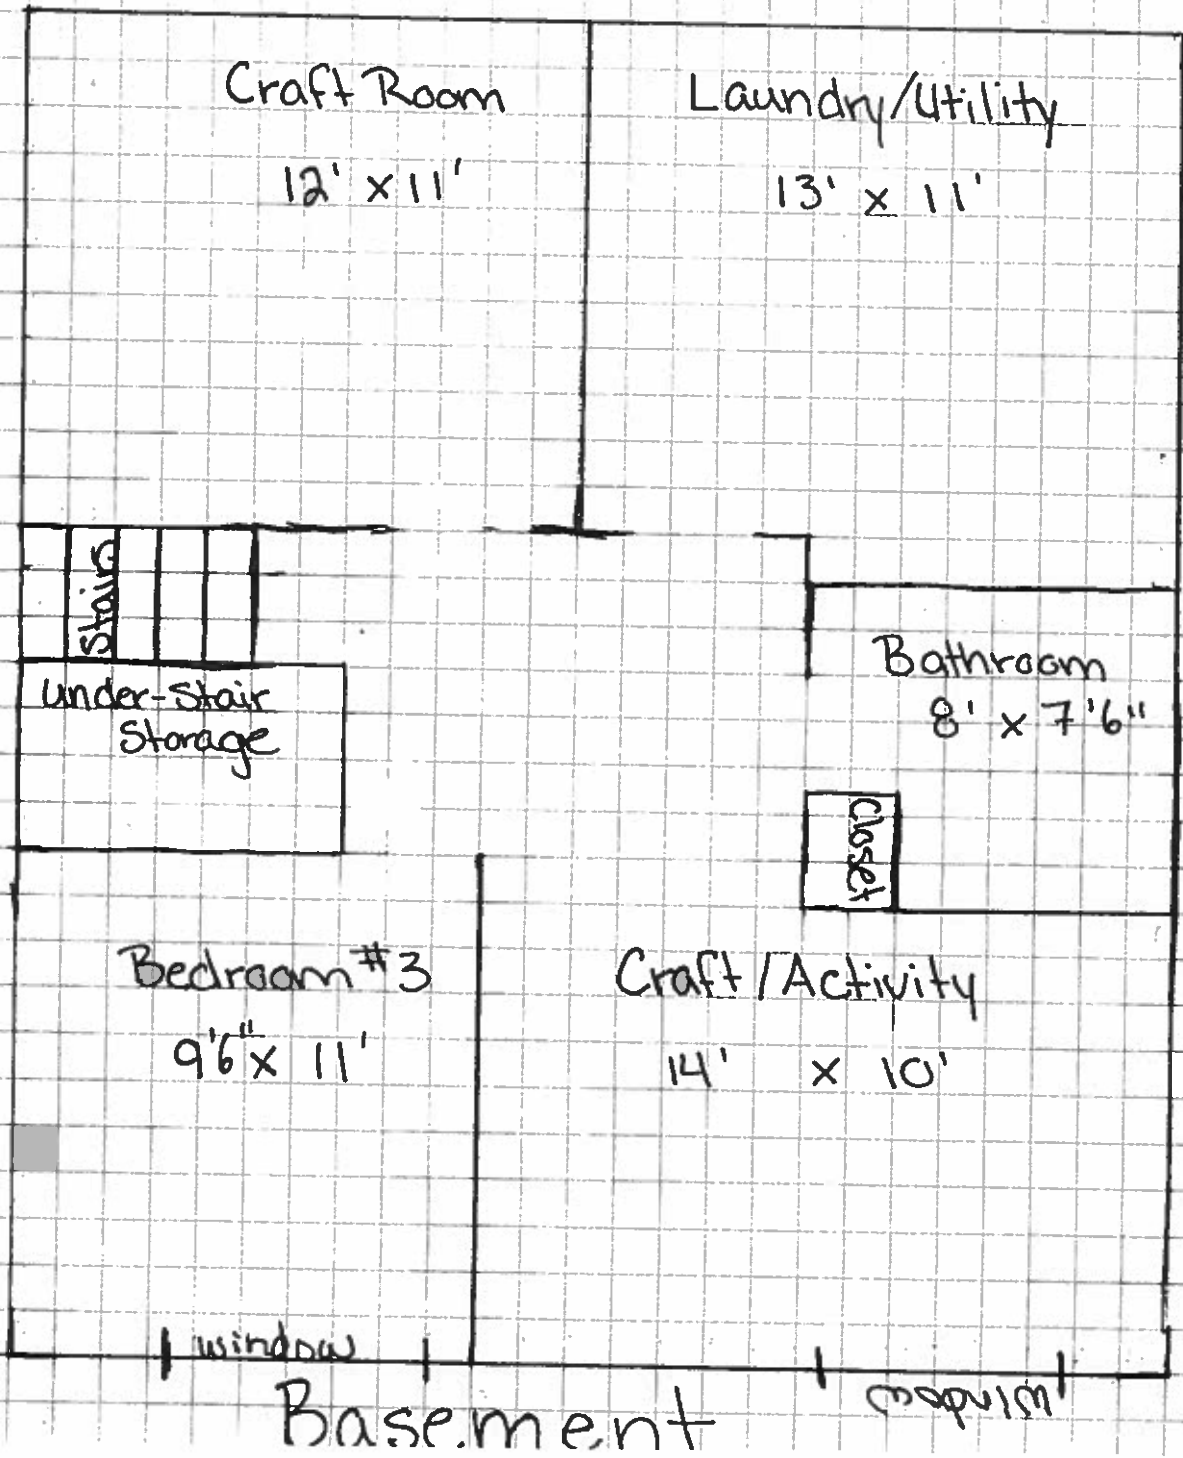 Craft Room
12' x 11'
Laundry/Utility
13' x 11'
Stairs
Under-Stair
Storage
Bathroom
8' x 7'6"
Closet
Bedroom #3
9'6" x 11'
Craft/Activity
14' x 10'
window
window
Basement